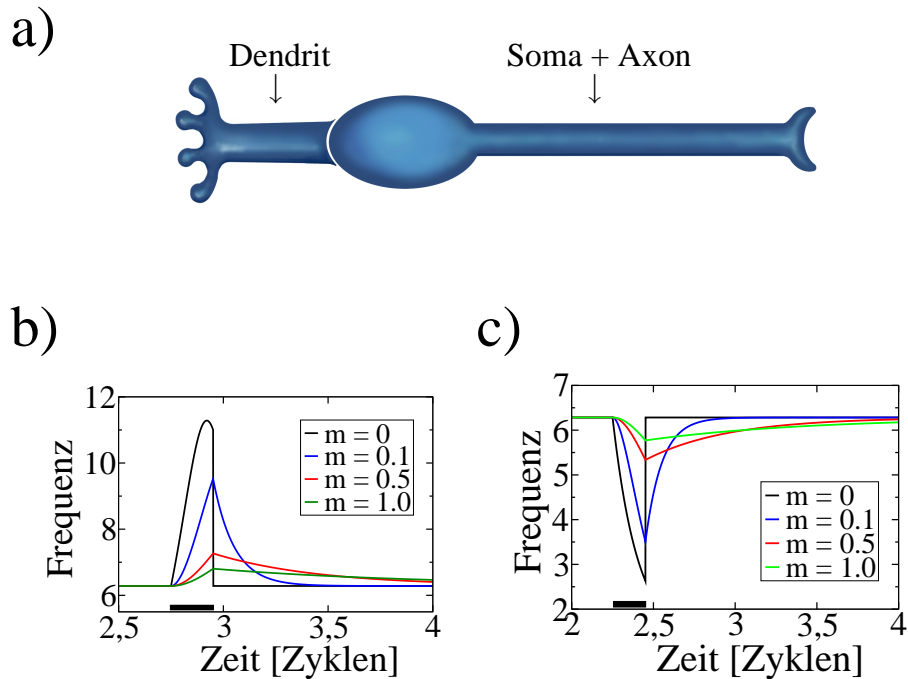 a)
Dendrit
↓
Soma + Axon
↓
b)
Frequenz
12
10
8
6
m = 0
m = 0.1
m = 0.5
m = 1.0
2,5
3
3,5
4
Zeit [Zyklen]
c)
Frequenz
7
6
5
4
3
2
m = 0
m = 0.1
m = 0.5
m = 1.0
2
2,5
3
3,5
4
Zeit [Zyklen]